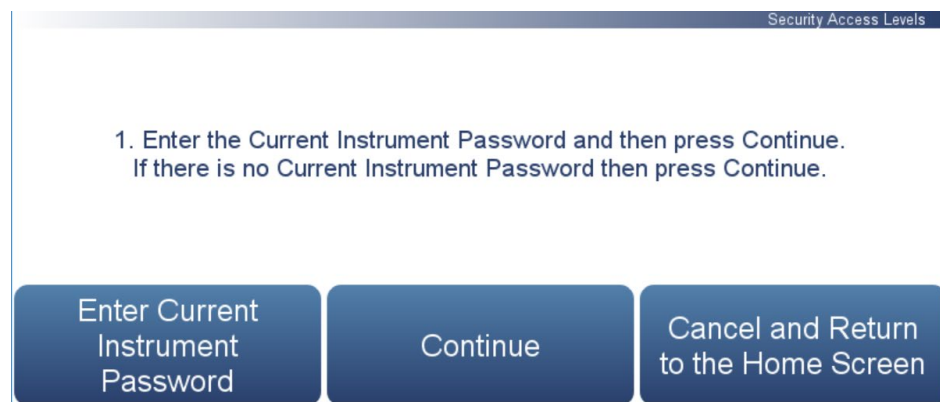 Security Access Levels
1. Enter the Current Instrument Password and then press Continue.
If there is no Current Instrument Password then press Continue.
Enter Current
Instrument
Password
Continue
Cancel and Return
to the Home Screen